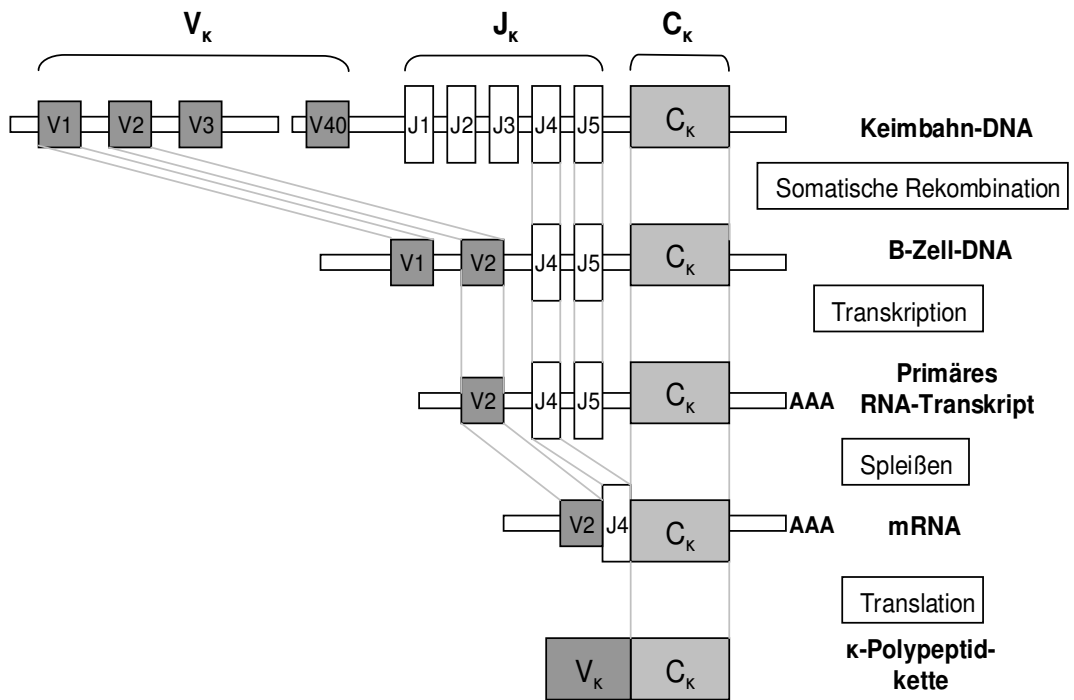 Vκ Jκ Cκ
V1 V2 V3 V40 J1 J2 J3 J4 J5 Cκ
Keimbahn-DNA
Somatische Rekombination
V1 V2 J4 J5 Cκ
B-Zell-DNA
Transkription
Primäres
RNA-Transkript
V2 J4 J5 Cκ AAA
Spleißen
V2 J4 Cκ AAA mRNA
Translation
κ-Polypeptid-
kette
Vκ Cκ